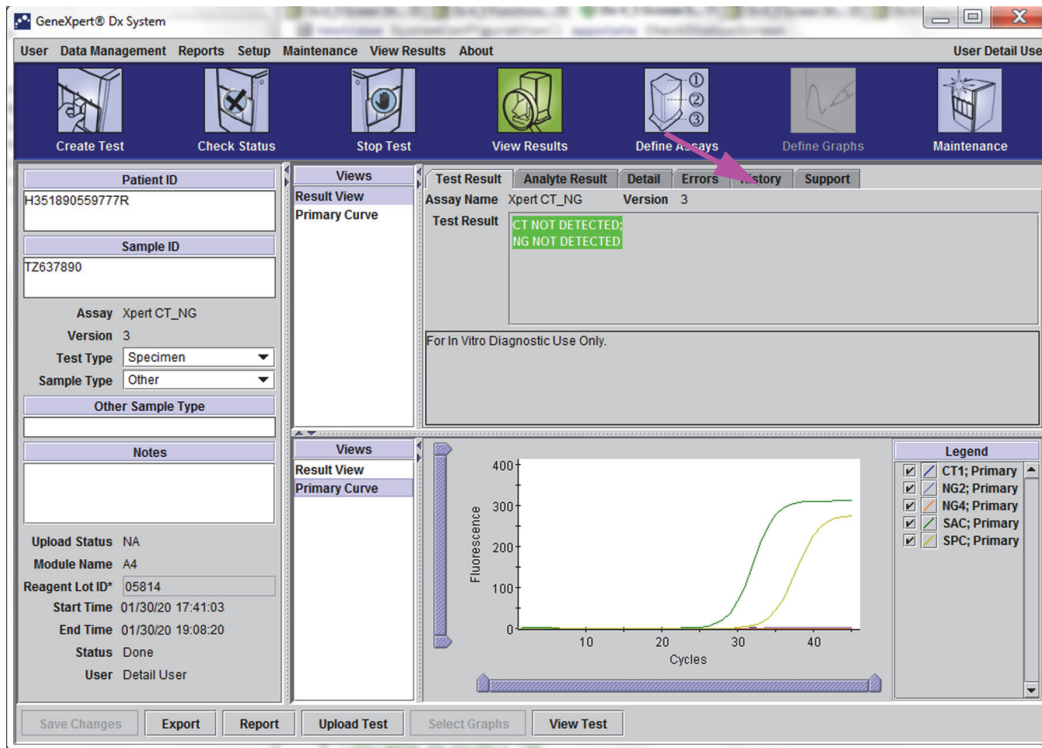 GeneXpert® Dx System
User Data Management Reports Setup Maintenance View Results About User Detail Use
Create Test Check Status Stop Test View Results Define Assays Define Graphs Maintenance
① ② ③
Patient ID
H351890559777R
Sample ID
TZ637890
Assay Xpert CT_NG
Version 3
Test Type Specimen
Sample Type Other
Other Sample Type
Notes
Upload Status NA
Module Name A4
Reagent Lot ID* 05814
Start Time 01/30/20 17:41:03
End Time 01/30/20 19:08:20
Status Done
User Detail User
Views
Result View
Primary Curve
Test Result Analyte Result Detail Errors History Support
Assay Name Xpert CT_NG Version 3
Test Result CT NOT DETECTED;
NG NOT DETECTED
For In Vitro Diagnostic Use Only.
Views
Result View
Primary Curve
400
300
200
100
0
Fluorescence
10 20 30 40
Cycles
Legend
CT1; Primary
NG2; Primary
NG4; Primary
SAC; Primary
SPC; Primary
Save Changes Export Report Upload Test Select Graphs View Test